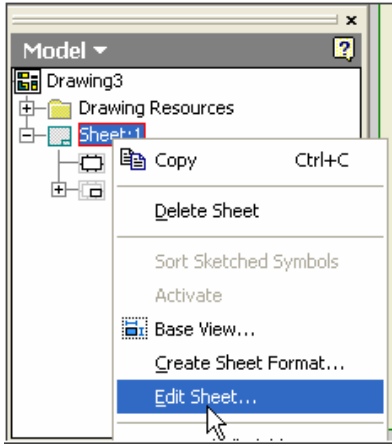 Model
Drawing3
Drawing Resources
Sheet:1
Copy Ctrl+C
Delete Sheet
Sort Sketched Symbols
Activate
Base View...
Create Sheet Format...
Edit Sheet...